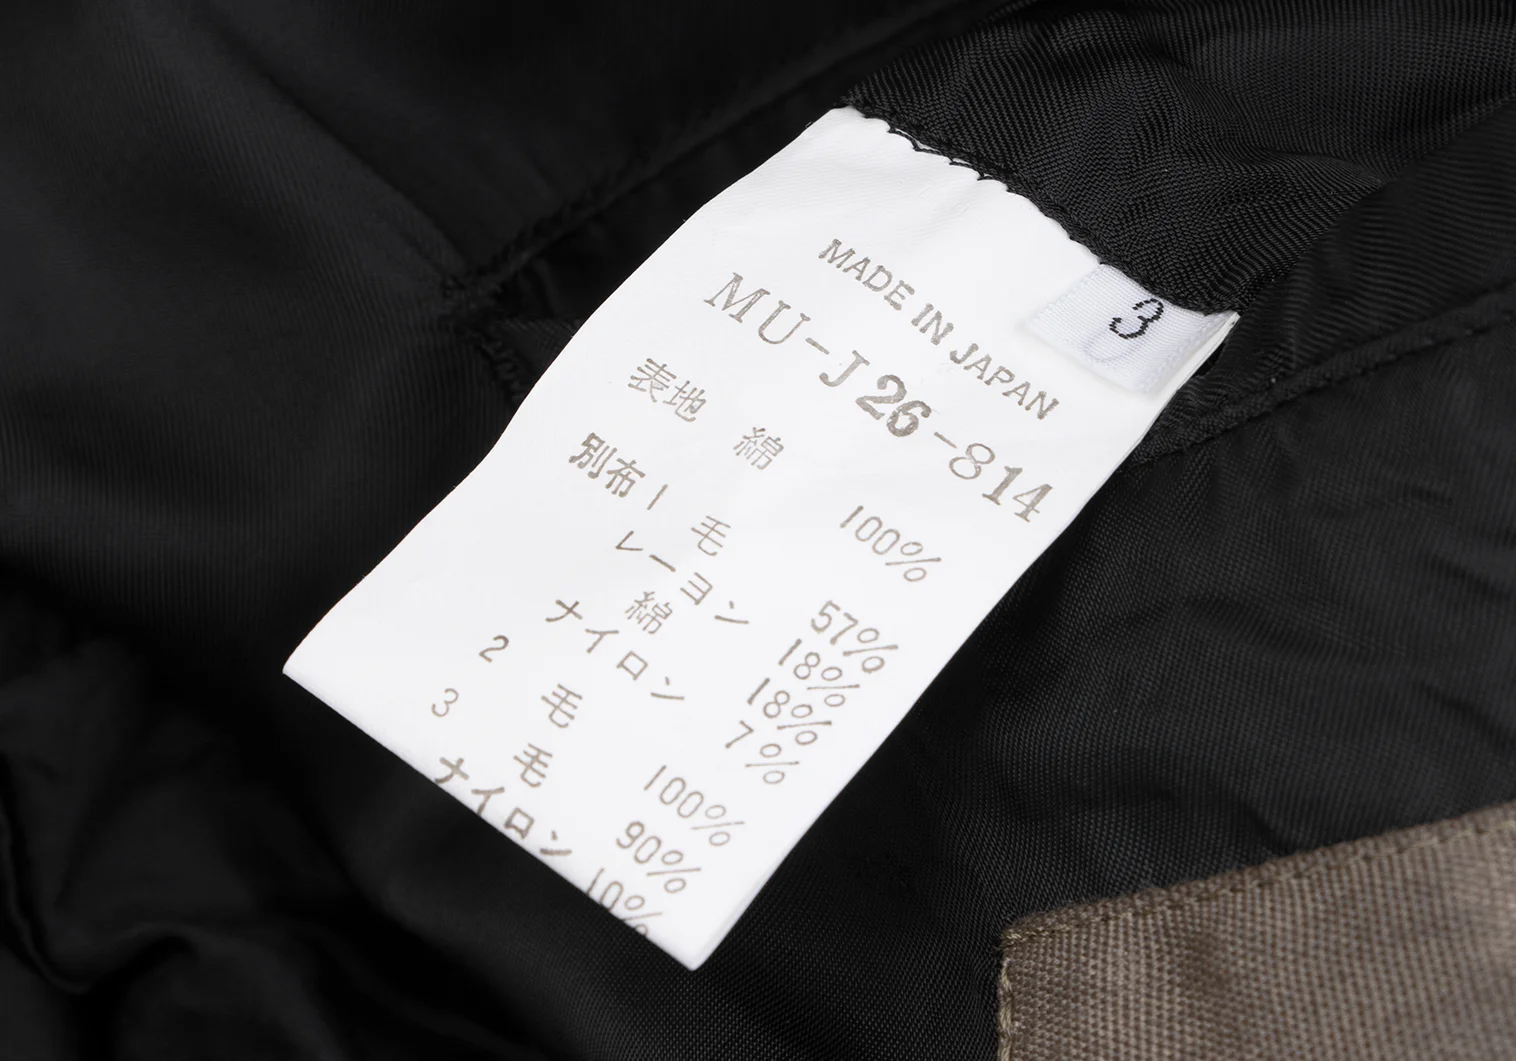 3
MADE IN JAPAN
MU-J26-814
表地 綿 100%
別布1 毛 57%
レーヨン 18%
綿 18%
ナイロン 7%
2 毛 100%
3 毛 90%
ナイロン 10%